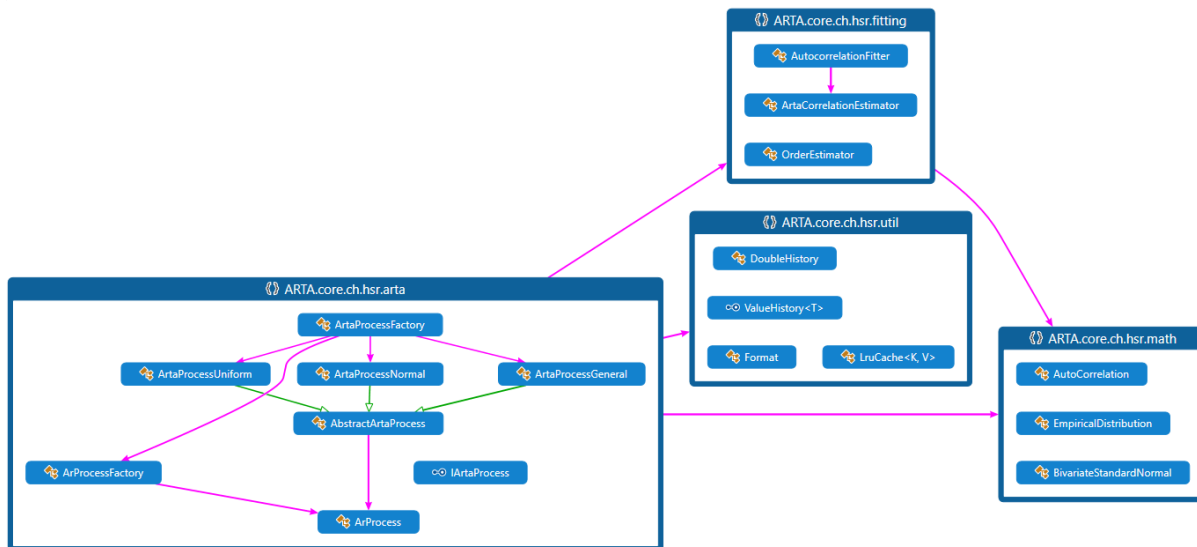 ARTA.core.ch.hsr.fitting
AutocorrelationFitter
ArtaCorrelationEstimator
OrderEstimator
ARTA.core.ch.hsr.util
DoubleHistory
ValueHistory<T>
Format
LruCache<K, V>
ARTA.core.ch.hsr.arta
ArtaProcessFactory
ArtaProcessUniform
ArtaProcessNormal
ArtaProcessGeneral
AbstractArtaProcess
ArProcessFactory
IArtaProcess
ArProcess
ARTA.core.ch.hsr.math
AutoCorrelation
EmpiricalDistribution
BivariateStandardNormal